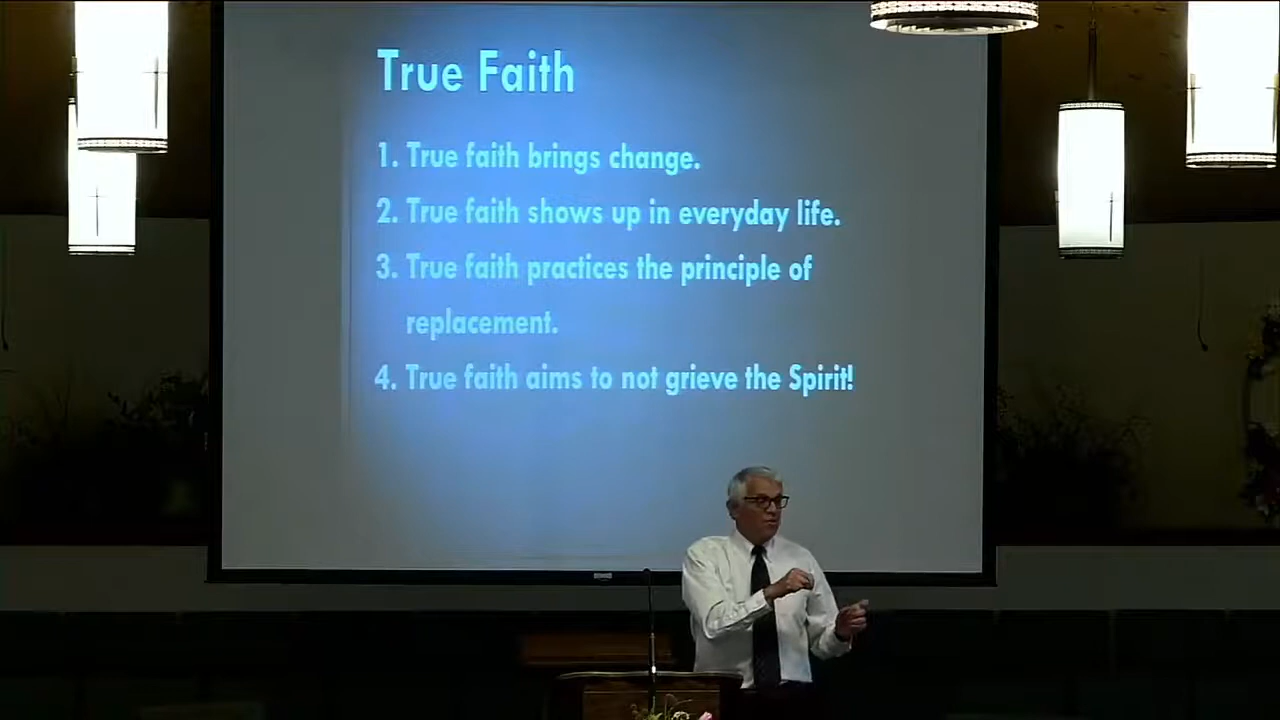 True Faith
1. True faith brings change.
2. True faith shows up in everyday life.
3. True faith practices the principle of
replacement.
4. True faith aims to not grieve the Spirit!